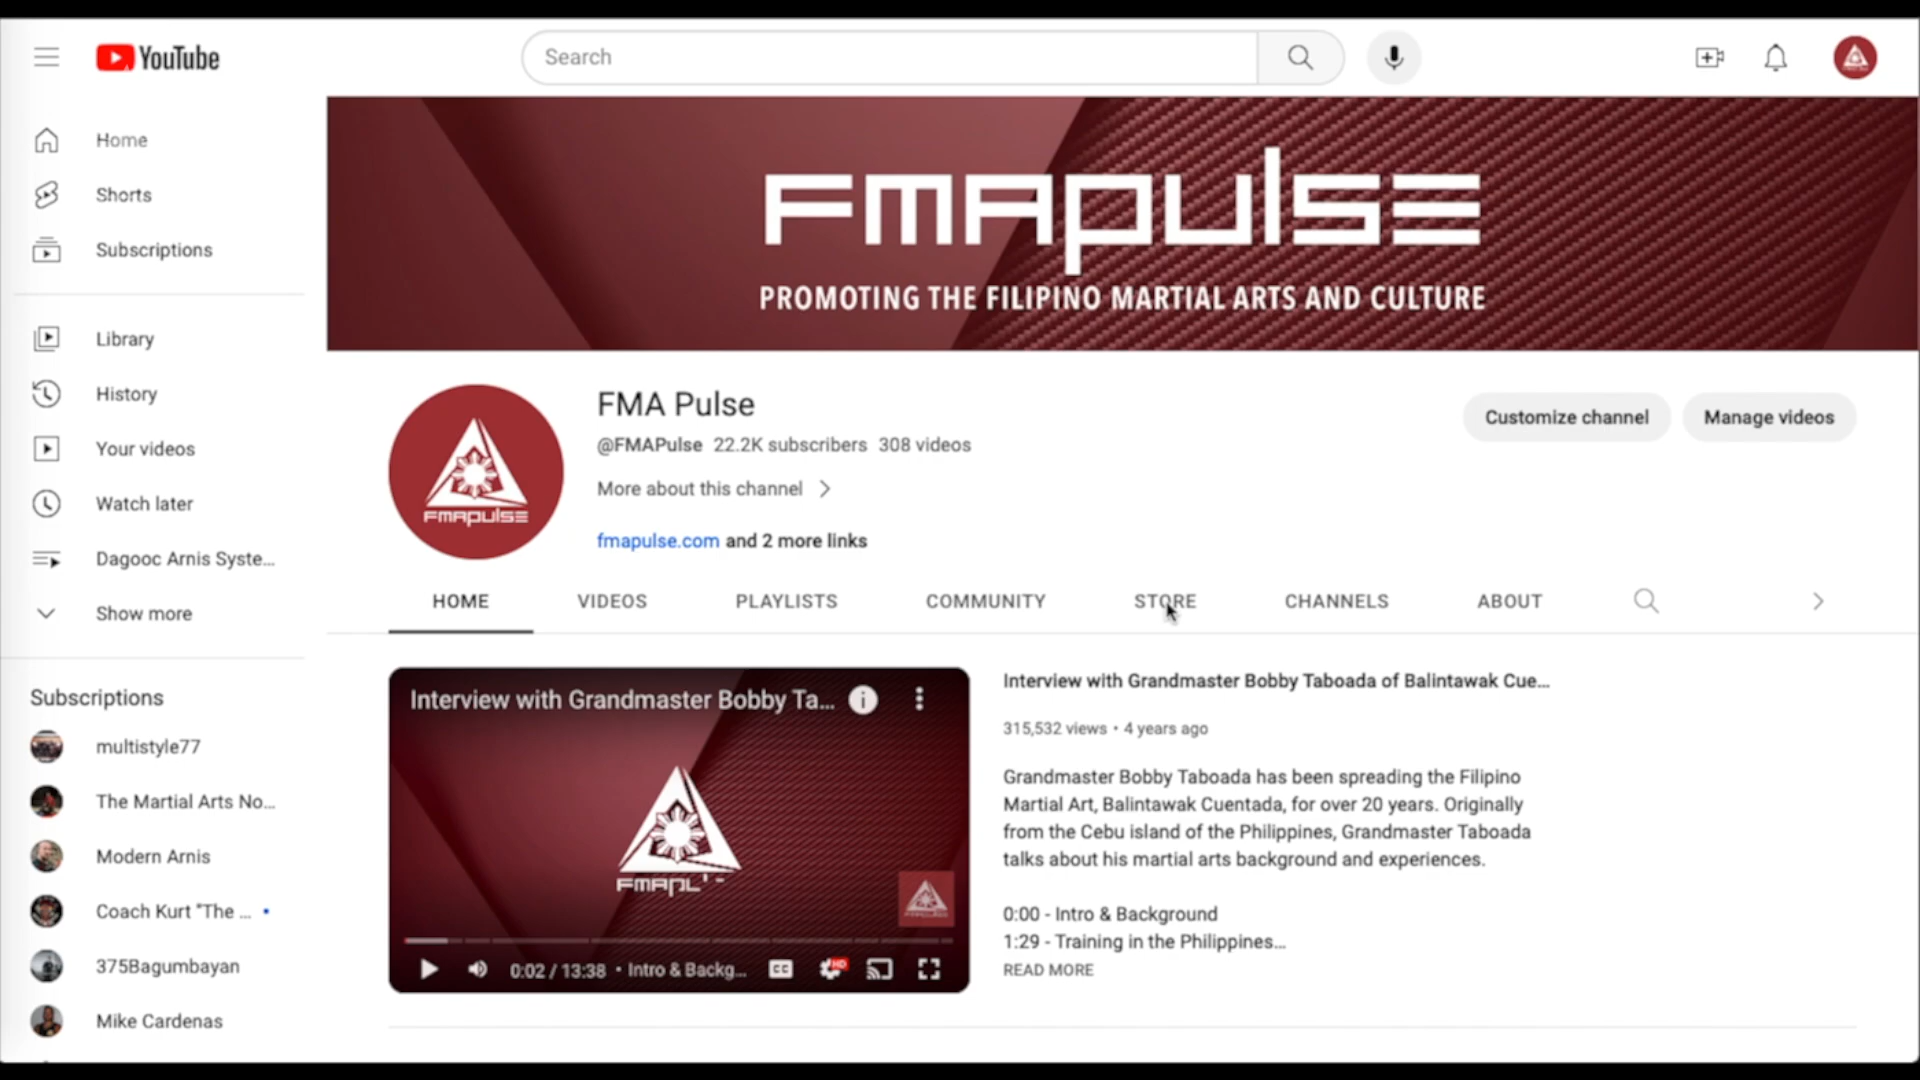 YouTube
Search
Home
Shorts
Subscriptions
Library
History
Your videos
Watch later
Dagooc Arnis Syste...
Show more
Subscriptions
multistyle77
The Martial Arts No...
Modern Arnis
Coach Kurt "The ...
375Bagumbayan
Mike Cardenas
FMAPULSE
PROMOTING THE FILIPINO MARTIAL ARTS AND CULTURE
FMAPULSE
FMA Pulse
@FMAPulse 22.2K subscribers 308 videos
More about this channel
fmapulse.com and 2 more links
Customize channel
Manage videos
HOME
VIDEOS
PLAYLISTS
COMMUNITY
STORE
CHANNELS
ABOUT
Interview with Grandmaster Bobby Ta...
0:02 / 13:38 • Intro & Backg...
CC
HD
Interview with Grandmaster Bobby Taboada of Balintawak Cue...
315,532 views • 4 years ago
Grandmaster Bobby Taboada has been spreading the Filipino
Martial Art, Balintawak Cuentada, for over 20 years. Originally
from the Cebu island of the Philippines, Grandmaster Taboada
talks about his martial arts background and experiences.
0:00 - Intro & Background
1:29 - Training in the Philippines...
READ MORE